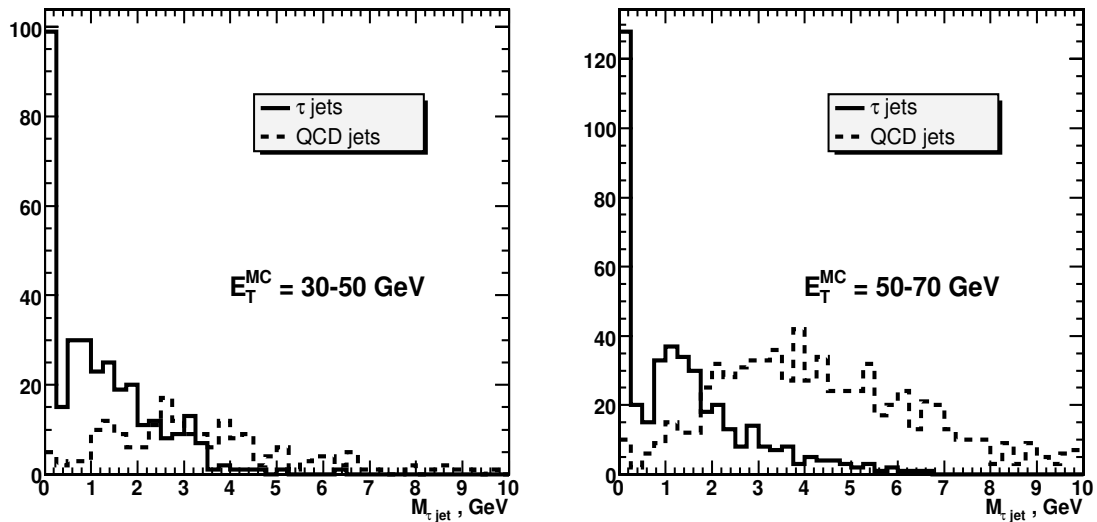 100
80
60
40
20
0
τ jets
QCD jets
E_T^MC = 30-50 GeV
0 1 2 3 4 5 6 7 8 9 10
M_τ jet , GeV
120
100
80
60
40
20
0
τ jets
QCD jets
E_T^MC = 50-70 GeV
0 1 2 3 4 5 6 7 8 9 10
M_τ jet , GeV